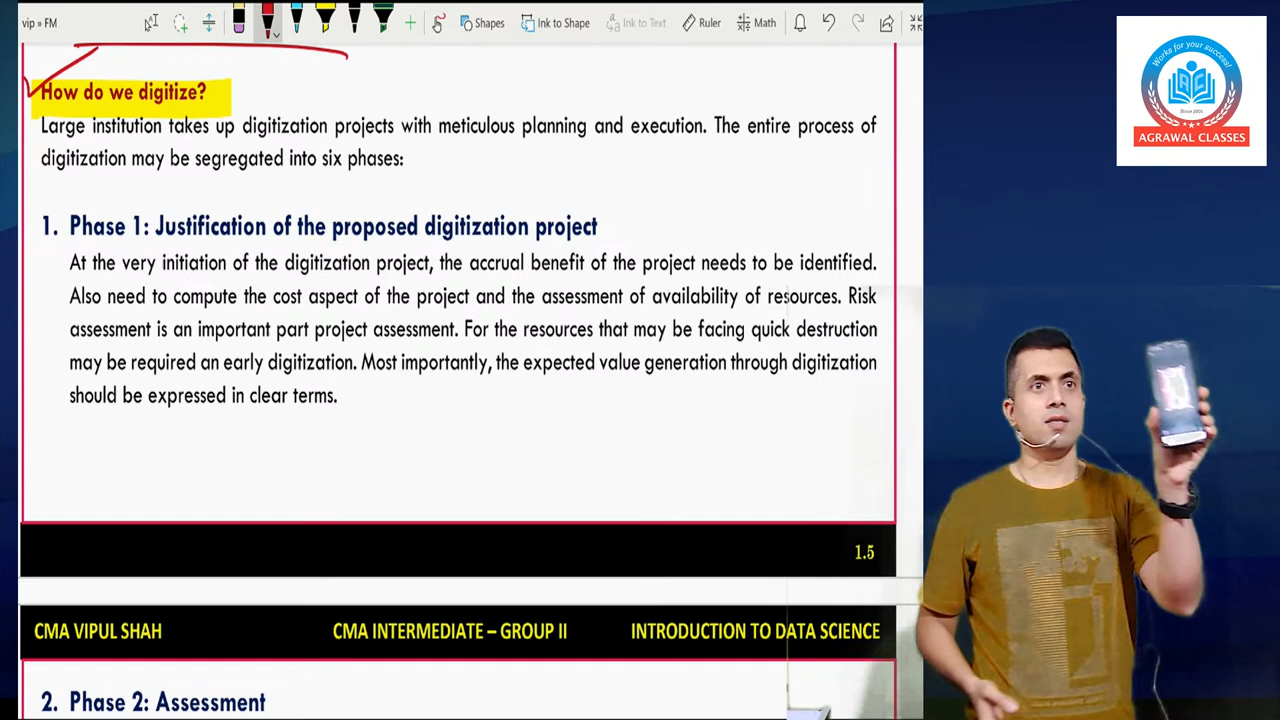 vip » FM
Shapes
Ink to Shape
Ink to Text
Ruler
Math
Works for your success!
AC
Since 2001
AGRAWAL CLASSES
How do we digitize?
Large institution takes up digitization projects with meticulous planning and execution. The entire process of
digitization may be segregated into six phases:
1. Phase 1: Justification of the proposed digitization project
At the very initiation of the digitization project, the accrual benefit of the project needs to be identified.
Also need to compute the cost aspect of the project and the assessment of availability of resources. Risk
assessment is an important part project assessment. For the resources that may be facing quick destruction
may be required an early digitization. Most importantly, the expected value generation through digitization
should be expressed in clear terms.
1.5
CMA VIPUL SHAH
CMA INTERMEDIATE – GROUP II
INTRODUCTION TO DATA SCIENCE
2. Phase 2: Assessment